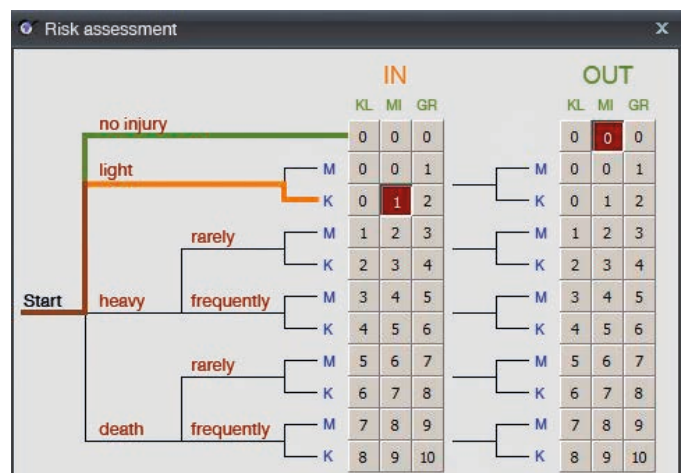 Risk assessment X
IN OUT
KL MI GR KL MI GR
no injury 0 0 0 0 0 0
light M 0 0 1 M 0 0 1
K 0 1 2 K 0 1 2
rarely M 1 2 3 M 1 2 3
K 2 3 4 K 2 3 4
Start heavy frequently M 3 4 5 M 3 4 5
K 4 5 6 K 4 5 6
rarely M 5 6 7 M 5 6 7
K 6 7 8 K 6 7 8
death frequently M 7 8 9 M 7 8 9
K 8 9 10 K 8 9 10